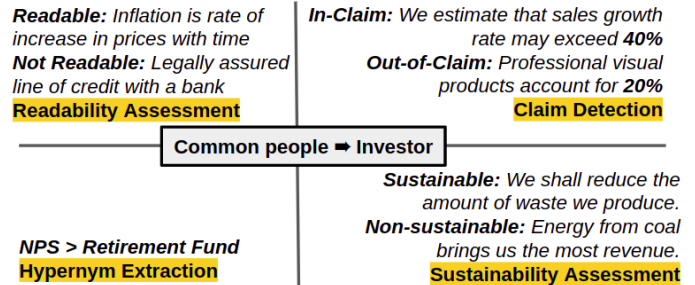 Readable: Inflation is rate of
increase in prices with time
Not Readable: Legally assured
line of credit with a bank
Readability Assessment
In-Claim: We estimate that sales growth
rate may exceed 40%
Out-of-Claim: Professional visual
products account for 20%
Claim Detection
Common people ➡ Investor
NPS > Retirement Fund
Hypernym Extraction
Sustainable: We shall reduce the
amount of waste we produce.
Non-sustainable: Energy from coal
brings us the most revenue.
Sustainability Assessment